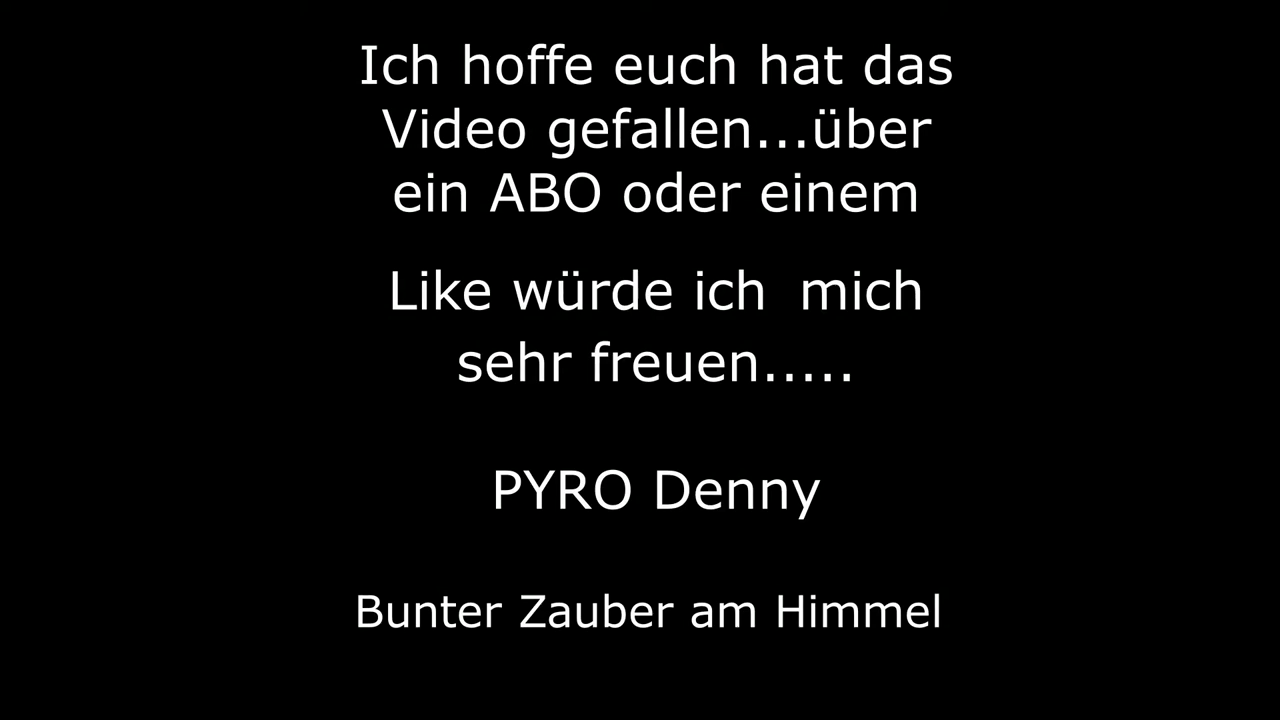 Ich hoffe euch hat das
Video gefallen...über
ein ABO oder einem
Like würde ich  mich
sehr freuen.....
PYRO Denny
Bunter Zauber am Himmel